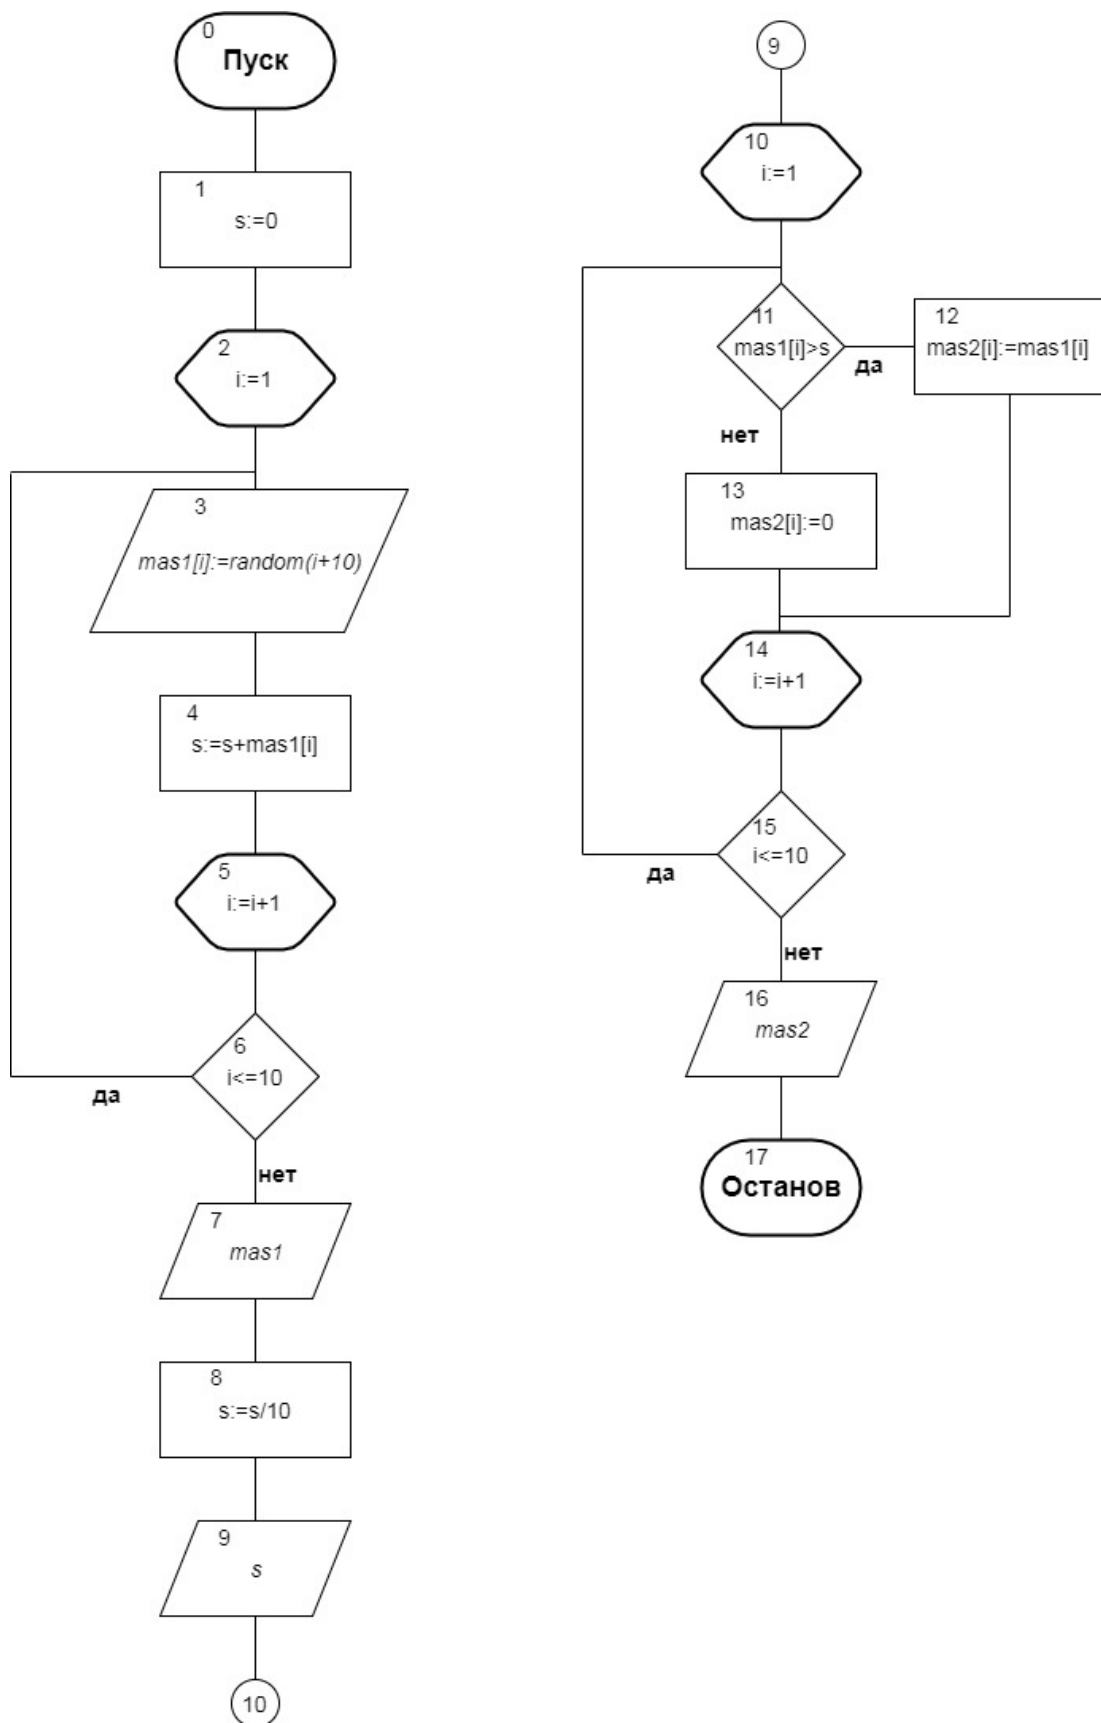 0
Пуск
1
s:=0
2
i:=1
3
mas1[i]:=random(i+10)
4
s:=s+mas1[i]
5
i:=i+1
6
i<=10
да
нет
7
mas1
8
s:=s/10
9
s
10
9
10
i:=1
11
mas1[i]>s
да
12
mas2[i]:=mas1[i]
нет
13
mas2[i]:=0
14
i:=i+1
15
i<=10
да
нет
16
mas2
17
Останов